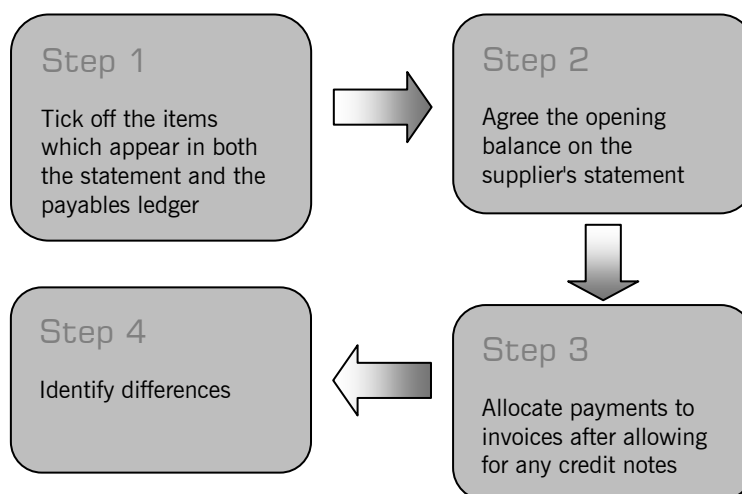 Step 1
Tick off the items
which appear in both
the statement and the
payables ledger
Step 2
Agree the opening
balance on the
supplier's statement
Step 3
Allocate payments to
invoices after allowing
for any credit notes
Step 4
Identify differences